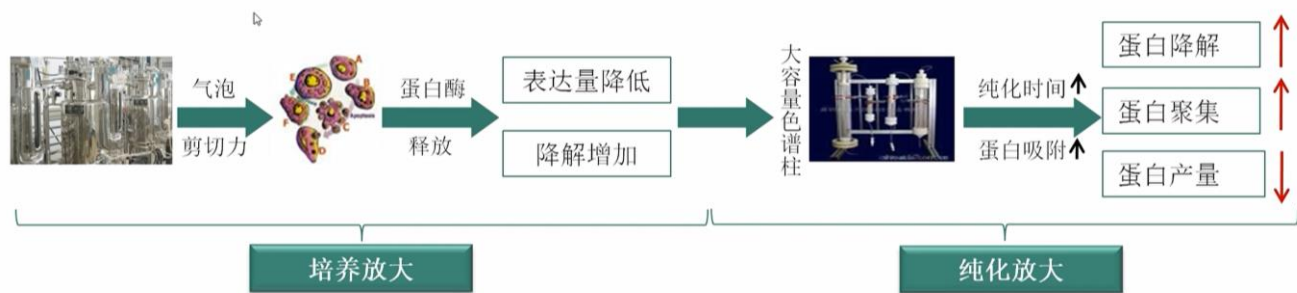 气泡
剪切力
蛋白酶
释放
表达量降低
降解增加
大容量色谱柱
纯化时间
蛋白吸附
蛋白降解
蛋白聚集
蛋白产量
培养放大
纯化放大